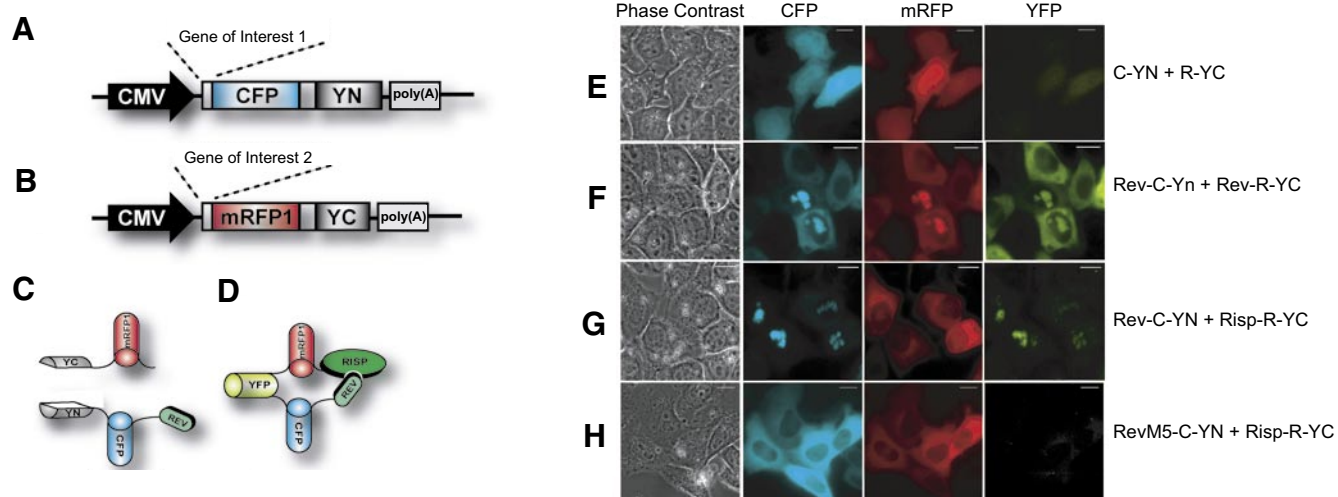 A
Gene of Interest 1
CMV
CFP
YN
poly(A)
B
Gene of Interest 2
CMV
mRFP1
YC
poly(A)
C
YC
mRFP1
YN
CFP
REV
D
mRFP1
RISP
YFP
REV
CFP
Phase Contrast CFP mRFP YFP
E
C-YN + R-YC
F
Rev-C-Yn + Rev-R-YC
G
Rev-C-YN + Risp-R-YC
H
RevM5-C-YN + Risp-R-YC